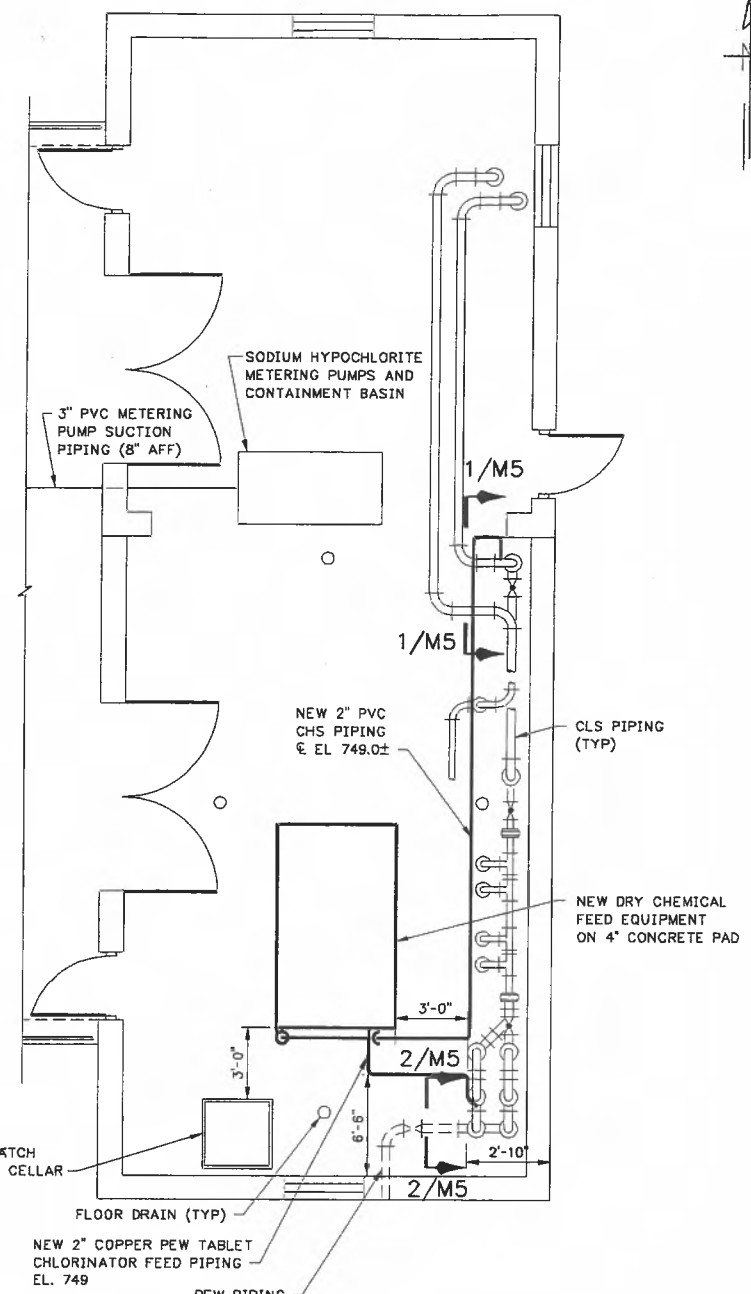 N
SODIUM HYPOCHLORITE
METERING PUMPS AND
CONTAINMENT BASIN
3" PVC METERING
PUMP SUCTION
PIPING (8" AFF)
1/M5
1/M5
NEW 2" PVC
CHS PIPING
℄ EL 749.0±
CLS PIPING
(TYP)
NEW DRY CHEMICAL
FEED EQUIPMENT
ON 4" CONCRETE PAD
3'-0"
3'-0"
2/M5
6'-6"
2'-10"
2/M5
ATCH
CELLAR
FLOOR DRAIN (TYP)
NEW 2" COPPER PEW TABLET
CHLORINATOR FEED PIPING
EL. 749
PEW PIPING